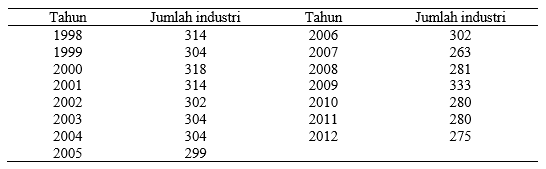 Tahun Jumlah industri Tahun Jumlah industri
1998 314 2006 302
1999 304 2007 263
2000 318 2008 281
2001 314 2009 333
2002 302 2010 280
2003 304 2011 280
2004 304 2012 275
2005 299